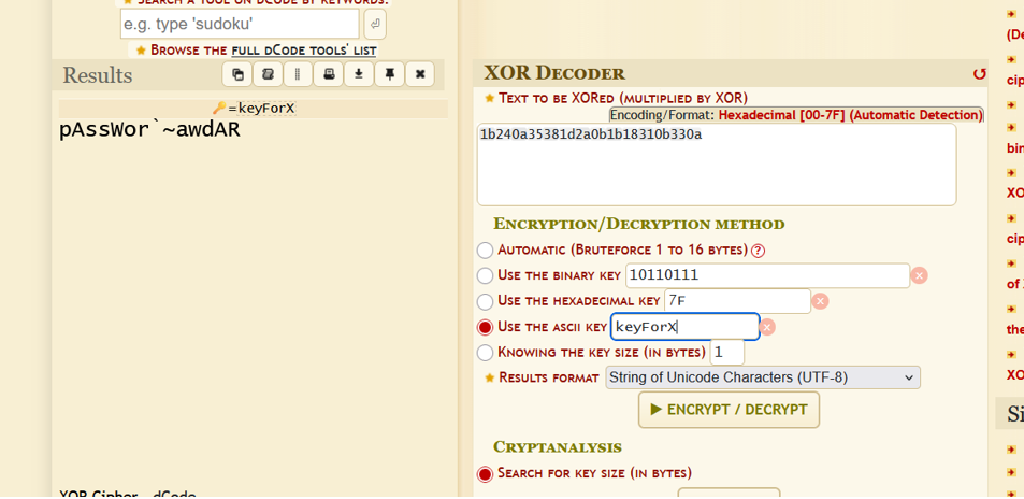 SEARCH A TOOL ON DCODE BY KEYWORDS:
e.g. type 'sudoku'
BROWSE THE FULL DCODE TOOLS' LIST
Results
=keyForX
pAssWor`~awdAR
XOR Cipher - dCode
XOR DECODER
TEXT TO BE XORED (MULTIPLIED BY XOR)
Encoding/Format: Hexadecimal [00-7F] (Automatic Detection)
1b240a35381d2a0b1b18310b330a
ENCRYPTION/DECRYPTION METHOD
AUTOMATIC (BRUTEFORCE 1 TO 16 BYTES) ?
USE THE BINARY KEY 10110111 x
USE THE HEXADECIMAL KEY 7F x
USE THE ASCII KEY keyForX x
KNOWING THE KEY SIZE (IN BYTES) 1
RESULTS FORMAT String of Unicode Characters (UTF-8)
ENCRYPT / DECRYPT
CRYPTANALYSIS
SEARCH FOR KEY SIZE (IN BYTES)
(De
cip
bin
XO
cip
of
the
XO
Si